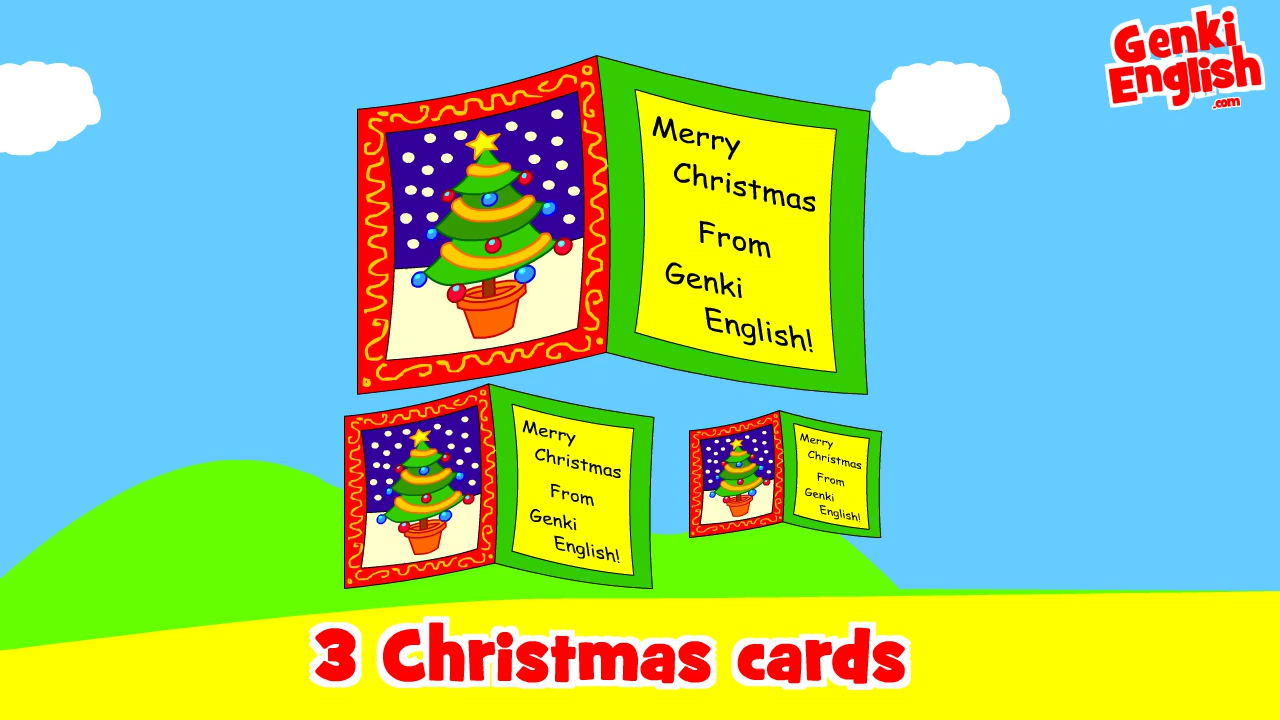 Genki
English
.com
Merry
Christmas
From
Genki
English!
Merry
Christmas
From
Genki
English!
Merry
Christmas
From
Genki
English!
3 Christmas cards